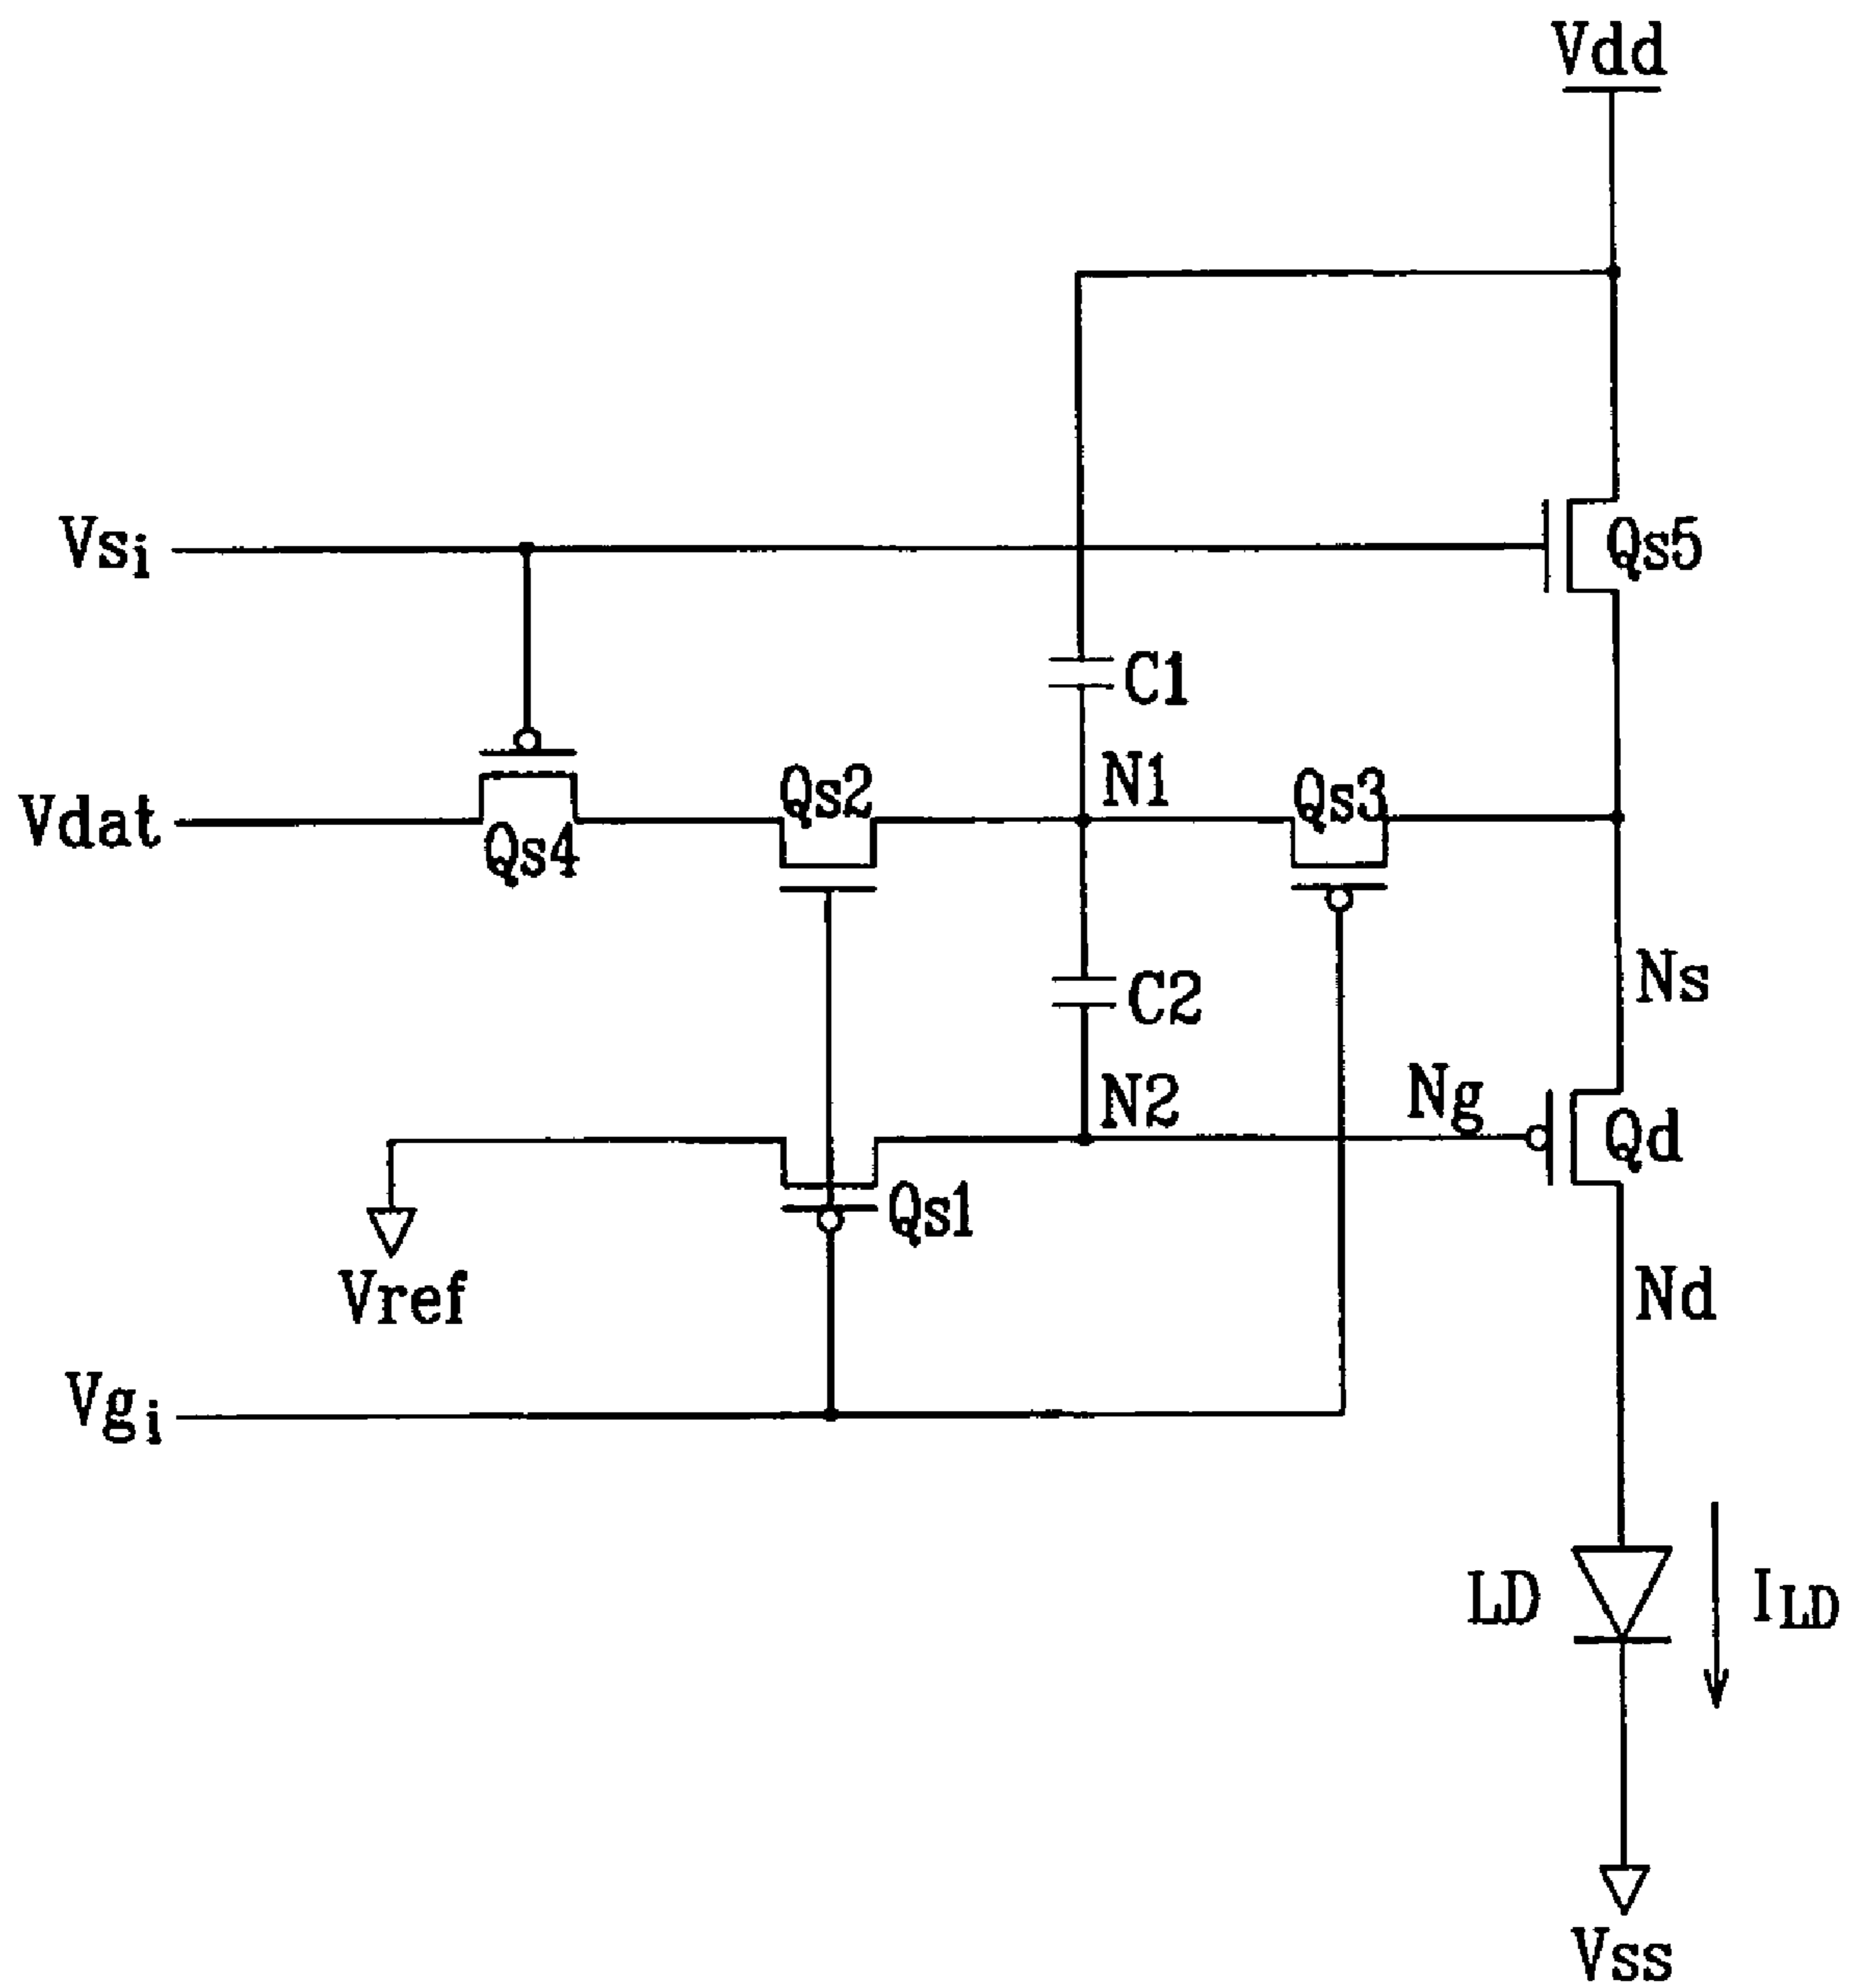 Vdd
Vsi
Qs5
C1
N1
Qs2
Qs3
Vdat
Qs4
Ns
C2
Ng
N2
Qd
Qs1
Vref
Nd
Vgi
LD
ILD
Vss